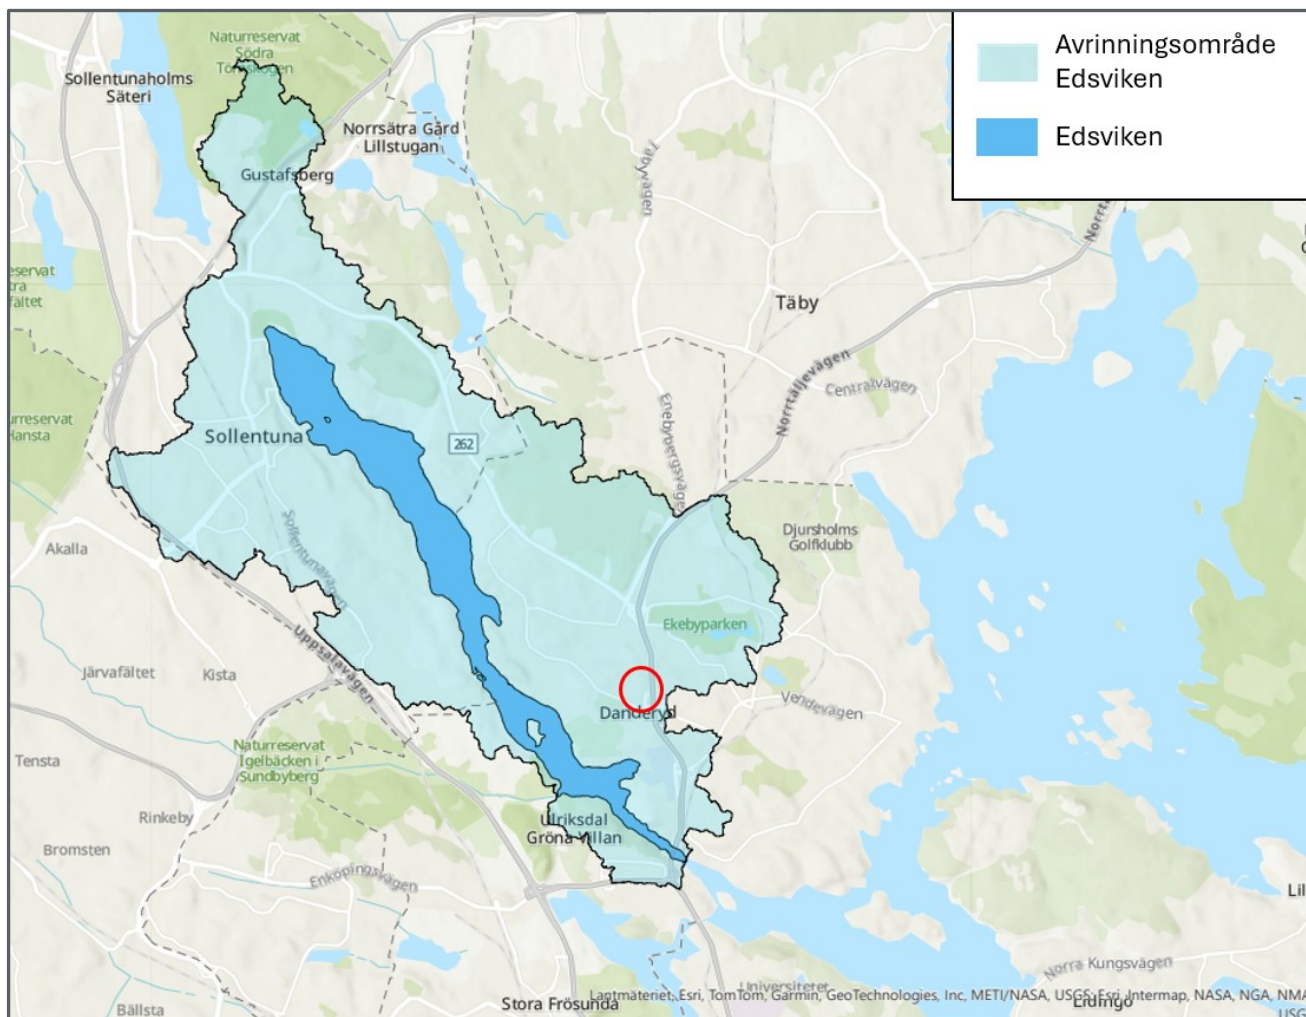 Avrinningsområde
Edsviken
Edsviken
Naturreservat
Södra
Törnskogen
Sollentunaholms
Säteri
Norrsätra Gård
Lillstugan
Gustafsberg
Täbyvägen
Täby
Norrtäljevägen
Centralvägen
Enebybergsvägen
262
Sollentuna
Sollentunavägen
Djursholms
Golfklubb
Akalla
Ekebyparken
Uppsalavägen
Järvafältet
Kista
Danderyd
Vendevägen
Naturreservat
Igelbäcken i
Sundbyberg
Tensta
Rinkeby
Ulriksdal
Gröna Villan
Bromsten
Enköpingsvägen
Norra Kungsvägen
Universitetet
Stora Frösunda
Lidingö
Bällsta
Lantmäteriet, Esri, TomTom, Garmin, GeoTechnologies, Inc, METI/NASA, USGS, Esri, Intermap, NASA, NGA,
USG